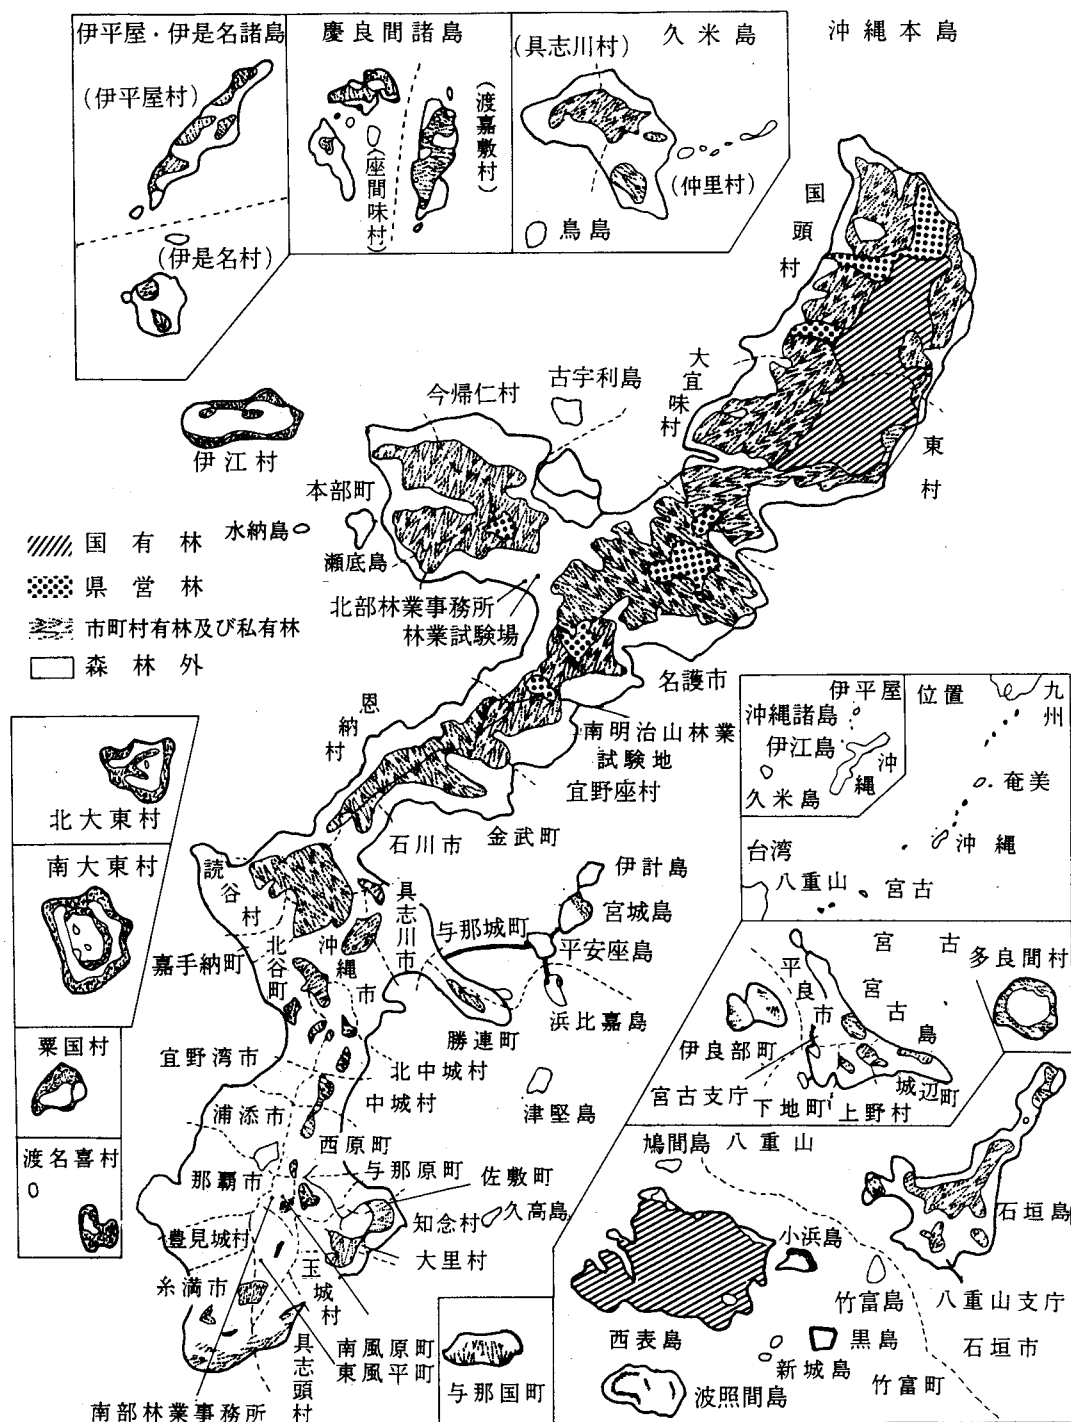 伊平屋・伊是名諸島
(伊平屋村)
(伊是名村)
慶良間諸島
(座間味村)
(渡嘉敷村)
(具志川村)
久米島
(仲里村)
鳥島
沖縄本島
国頭村
大宜味村
東村
今帰仁村
古宇利島
伊江村
本部町
水納島
瀬底島
国有林
県営林
市町村有林及び私有林
森林外
北部林業事務所
林業試験場
名護市
恩納村
南明治山林業
試験地
宜野座村
金武町
石川市
北大東村
南大東村
粟国村
渡名喜村
読谷村
嘉手納町
北谷町
沖縄市
具志川市
与那城町
伊計島
宮城島
平安座島
浜比嘉島
勝連町
宜野湾市
北中城村
中城村
津堅島
浦添市
西原町
那覇市
与那原町
佐敷町
知念村
久高島
大里村
豊見城村
玉城村
糸満市
南風原町
東風平町
具志頭村
南部林業事務所
与那国町
伊平屋
沖縄諸島
伊江島
沖縄
久米島
位置
九州
奄美
沖縄
台湾
八重山
宮古
宮古
宮古島
多良間村
平良市
伊良部町
宮古支庁
下地町
上野村
城辺町
鳩間島
八重山
石垣島
小浜島
竹富島
八重山支庁
西表島
黒島
石垣市
新城島
竹富町
波照間島